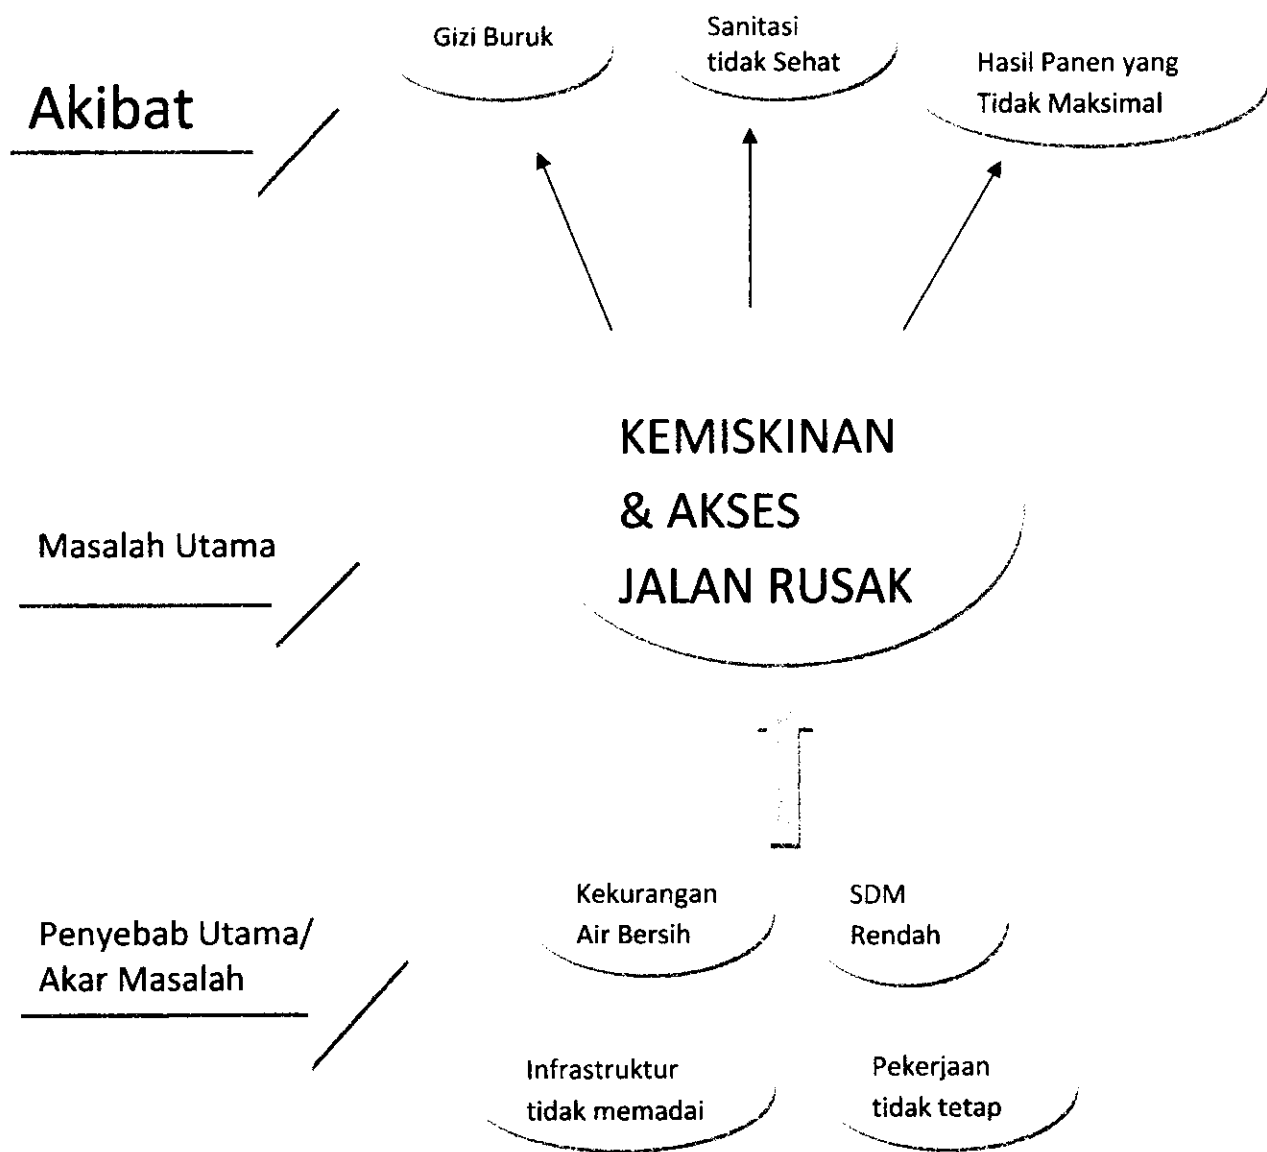 Gizi Buruk
Sanitasi
tidak Sehat
Hasil Panen yang
Tidak Maksimal
Akibat
KEMISKINAN
& AKSES
JALAN RUSAK
Masalah Utama
Kekurangan
Air Bersih
SDM
Rendah
Penyebab Utama/
Akar Masalah
Infrastruktur
tidak memadai
Pekerjaan
tidak tetap